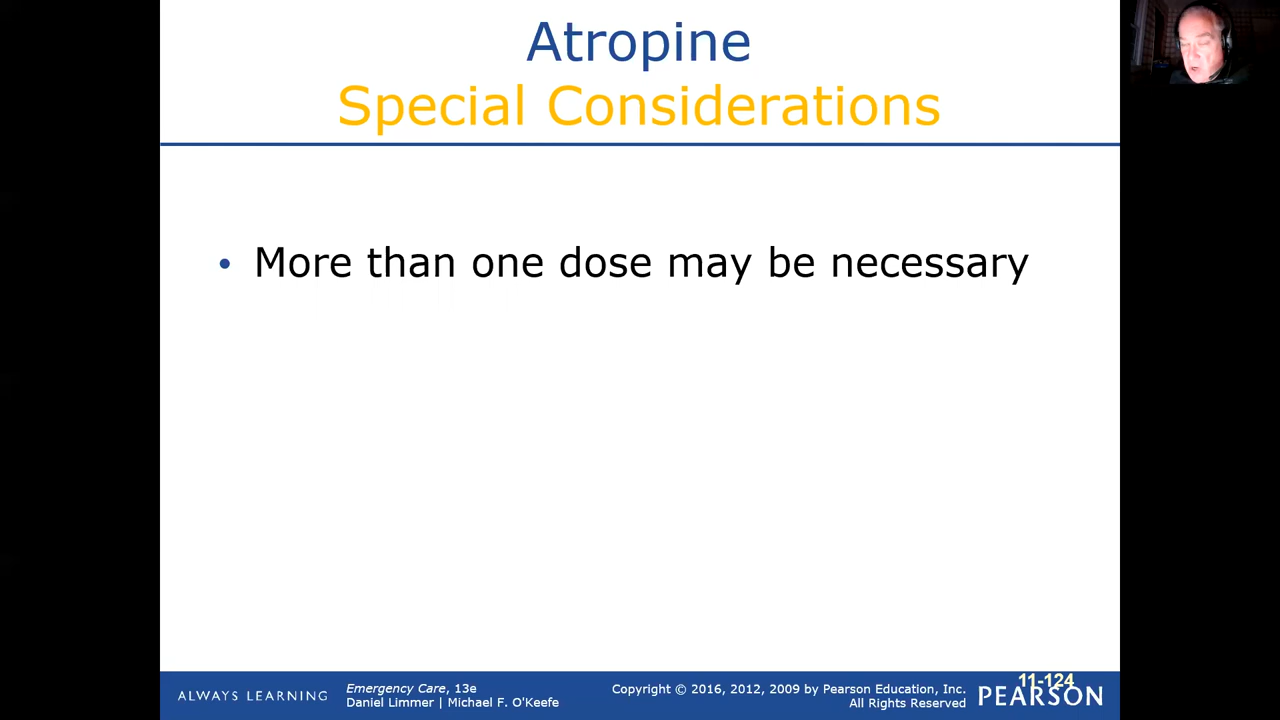 Atropine
Special Considerations
• More than one dose may be necessary
ALWAYS LEARNING
Emergency Care, 13e
Daniel Limmer | Michael F. O'Keefe
Copyright © 2016, 2012, 2009 by Pearson Education, Inc.
All Rights Reserved
11-124
PEARSON